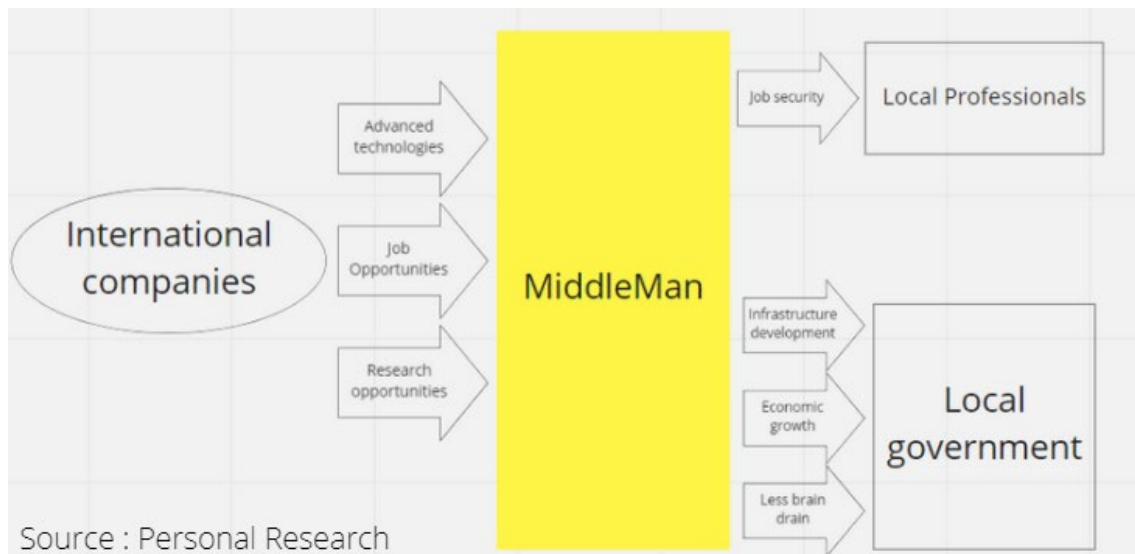 International
companies
Advanced
technologies
Job
Opportunities
Research
opportunities
MiddleMan
Job security
Local Professionals
Infrastructure
development
Economic
growth
Less brain
drain
Local
government
Source : Personal Research